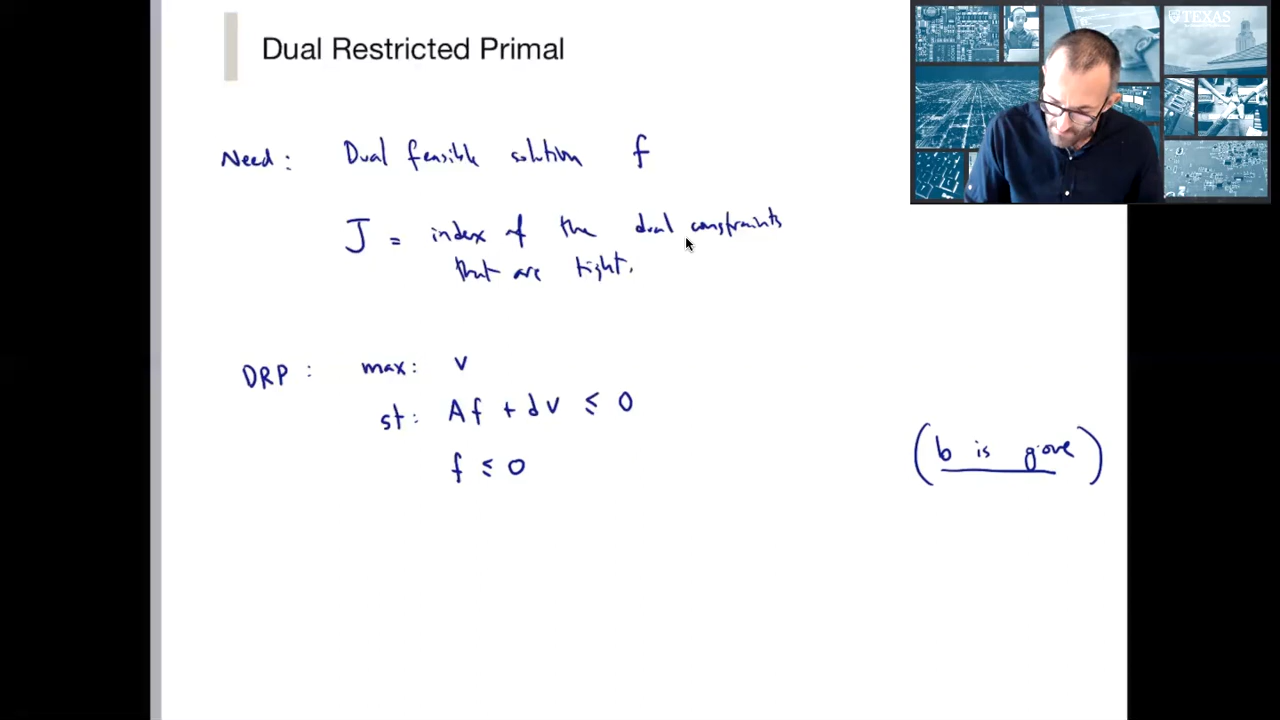 Dual Restricted Primal
TEXAS
Need: Dual feasible solution f
J = index of the dual constraints
that are tight.
DRP: max: v
st: Af + dv ≤ 0
f ≤ 0
(b is gone)